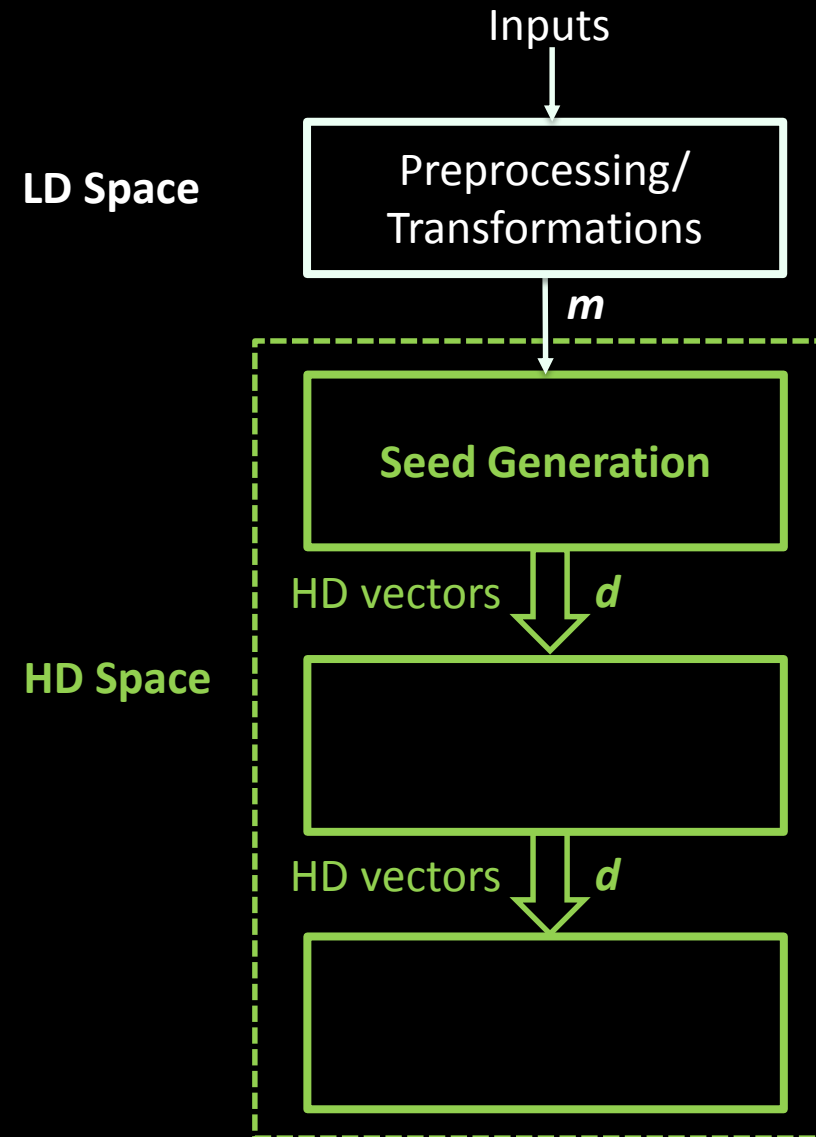 Inputs
LD Space
Preprocessing/
Transformations
m
Seed Generation
HD vectors d
HD Space
HD vectors d